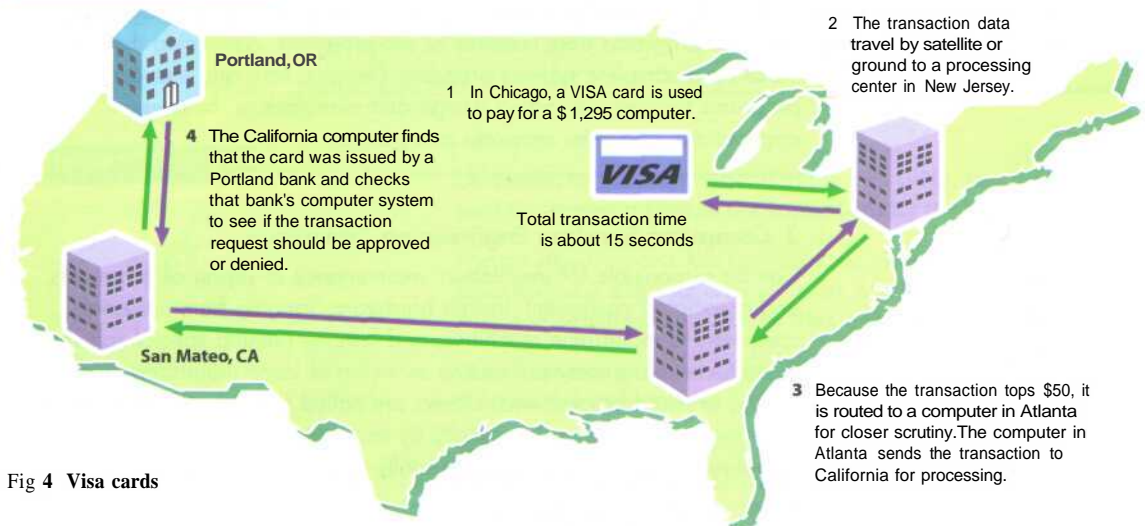 Portland, OR
1 In Chicago, a VISA card is used
to pay for a $1,295 computer.
VISA
Total transaction time
is about 15 seconds
2 The transaction data
travel by satellite or
ground to a processing
center in New Jersey.
3 Because the transaction tops $50, it
is routed to a computer in Atlanta
for closer scrutiny.The computer in
Atlanta sends the transaction to
California for processing.
4 The California computer finds
that the card was issued by a
Portland bank and checks
that bank's computer system
to see if the transaction
request should be approved
or denied.
San Mateo, CA
Fig 4 Visa cards